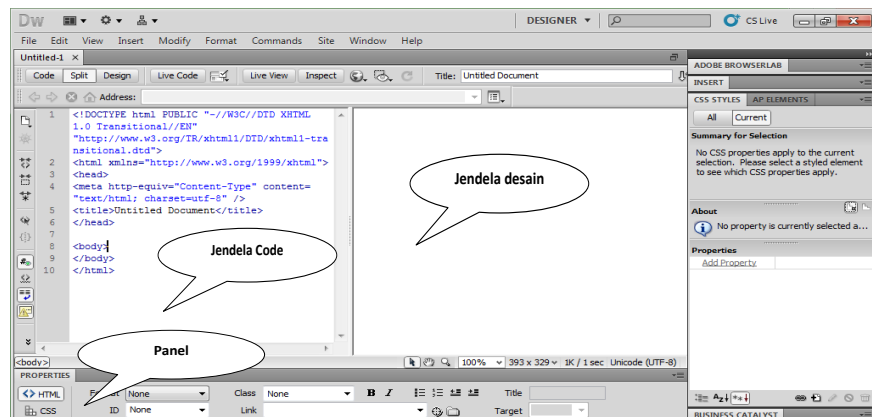 Dw DESIGNER CS Live
File Edit View Insert Modify Format Commands Site Window Help
Untitled-1 ×
Code Split Design Live Code Live View Inspect Title: Untitled Document
Address:
1 <!DOCTYPE html PUBLIC "-//W3C//DTD XHTML
1.0 Transitional//EN"
"http://www.w3.org/TR/xhtml1/DTD/xhtml1-tra
nsitional.dtd">
2 <html xmlns="http://www.w3.org/1999/xhtml">
3 <head>
4 <meta http-equiv="Content-Type" content=
"text/html; charset=utf-8" />
5 <title>Untitled Document</title>
6 </head>
7
8 <body>
9 </body>
10 </html>
Jendela desain
Jendela Code
Panel
<body> 100% 393 x 329 1K / 1 sec Unicode (UTF-8)
PROPERTIES
<> HTML Format None Class None B I Title
CSS ID None Link Target
ADOBE BROWSERLAB
INSERT
CSS STYLES AP ELEMENTS
All Current
Summary for Selection
No CSS properties apply to the current
selection. Please select a styled element
to see which CSS properties apply.
About
No property is currently selected a...
Properties
Add Property
BUSINESS CATALYST